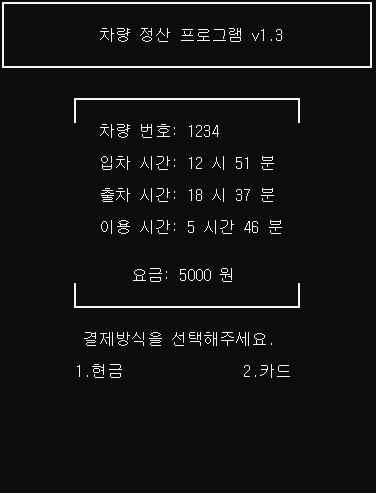 차량 정산 프로그램 v1.3
차량 번호: 1234
입차 시간: 12 시 51 분
출차 시간: 18 시 37 분
이용 시간: 5 시간 46 분
요금: 5000 원
결제방식을 선택해주세요.
1.현금 2.카드